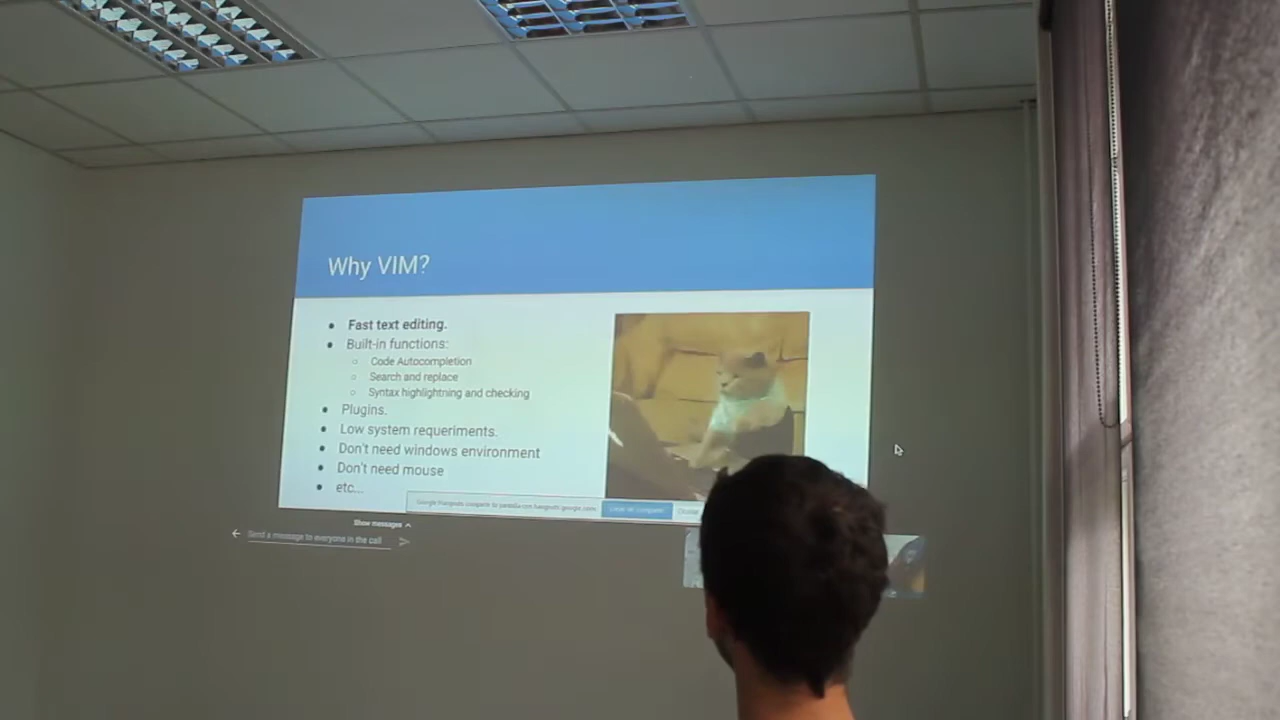 Why VIM?
Fast text editing.
Built-in functions:
Code Autocompletion
Search and replace
Syntax highlightning and checking
Plugins.
Low system requeriments.
Don't need windows environment
Don't need mouse
etc...
Show messages
Send a message to everyone in the call